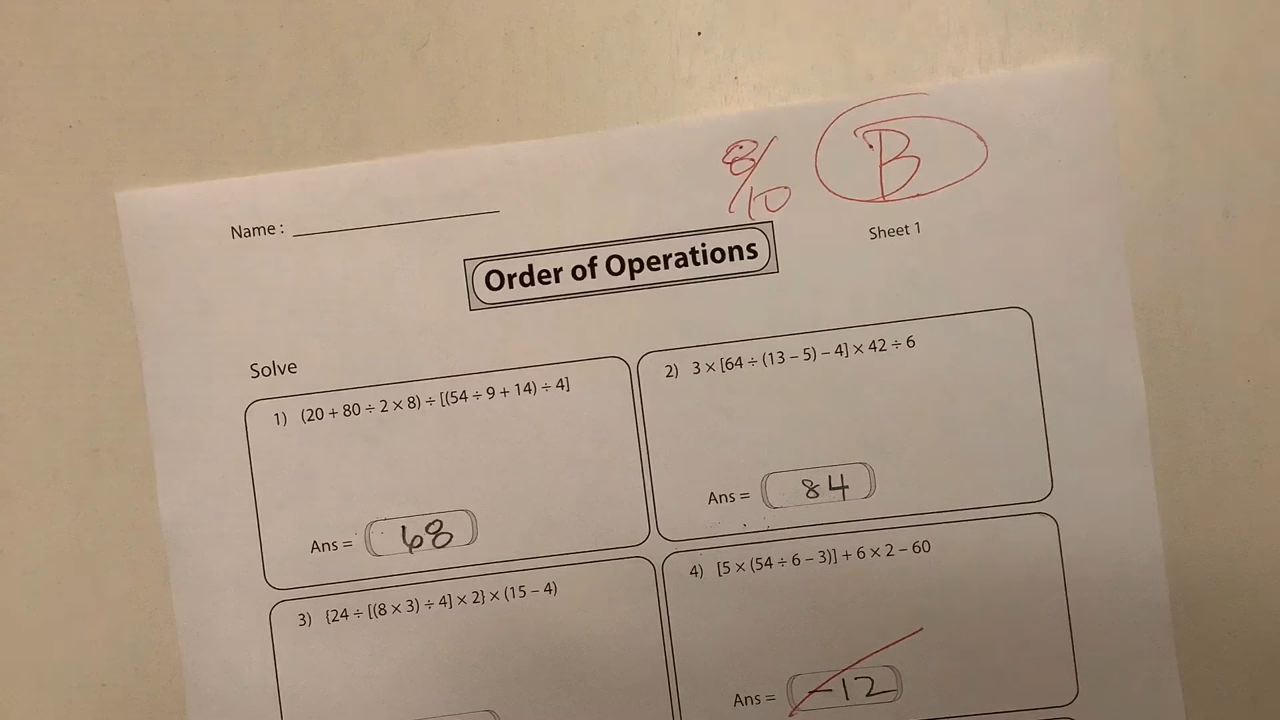 8/10 B
Name : ____________
Sheet 1
Order of Operations
Solve
1) (20 + 80 ÷ 2 × 8) ÷ [(54 ÷ 9 + 14) ÷ 4]
Ans = 68
2) 3 × [64 ÷ (13 – 5) – 4] × 42 ÷ 6
Ans = 84
3) {24 ÷ [(8 × 3) ÷ 4] × 2} × (15 – 4)
4) [5 × (54 ÷ 6 – 3)] + 6 × 2 – 60
Ans = –12